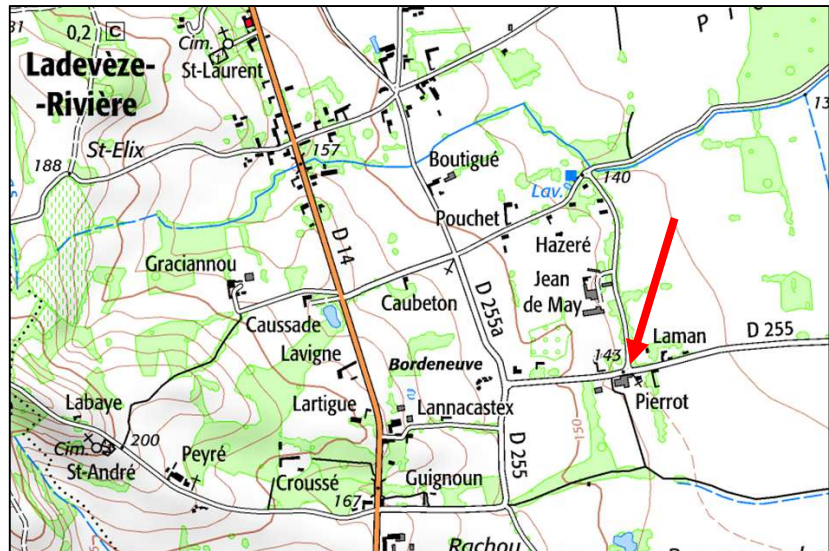 31
0,2 C
Cim.
St-Laurent
Ladevèze-
-Rivière
157
St-Elix
188
Boutigué
Lav.
140
13
Pouchet
Hazeré
D 14
Graciannou
Jean
de May
D 255a
Caubeton
Caussade
Lavigne
Bordeneuve
143
Laman
D 255
Pierrot
Labaye
Lartigue
Lannacastex
150
Cim.
200
St-André
Peyré
D 255
Croussé
Guignoun
167
Rachou